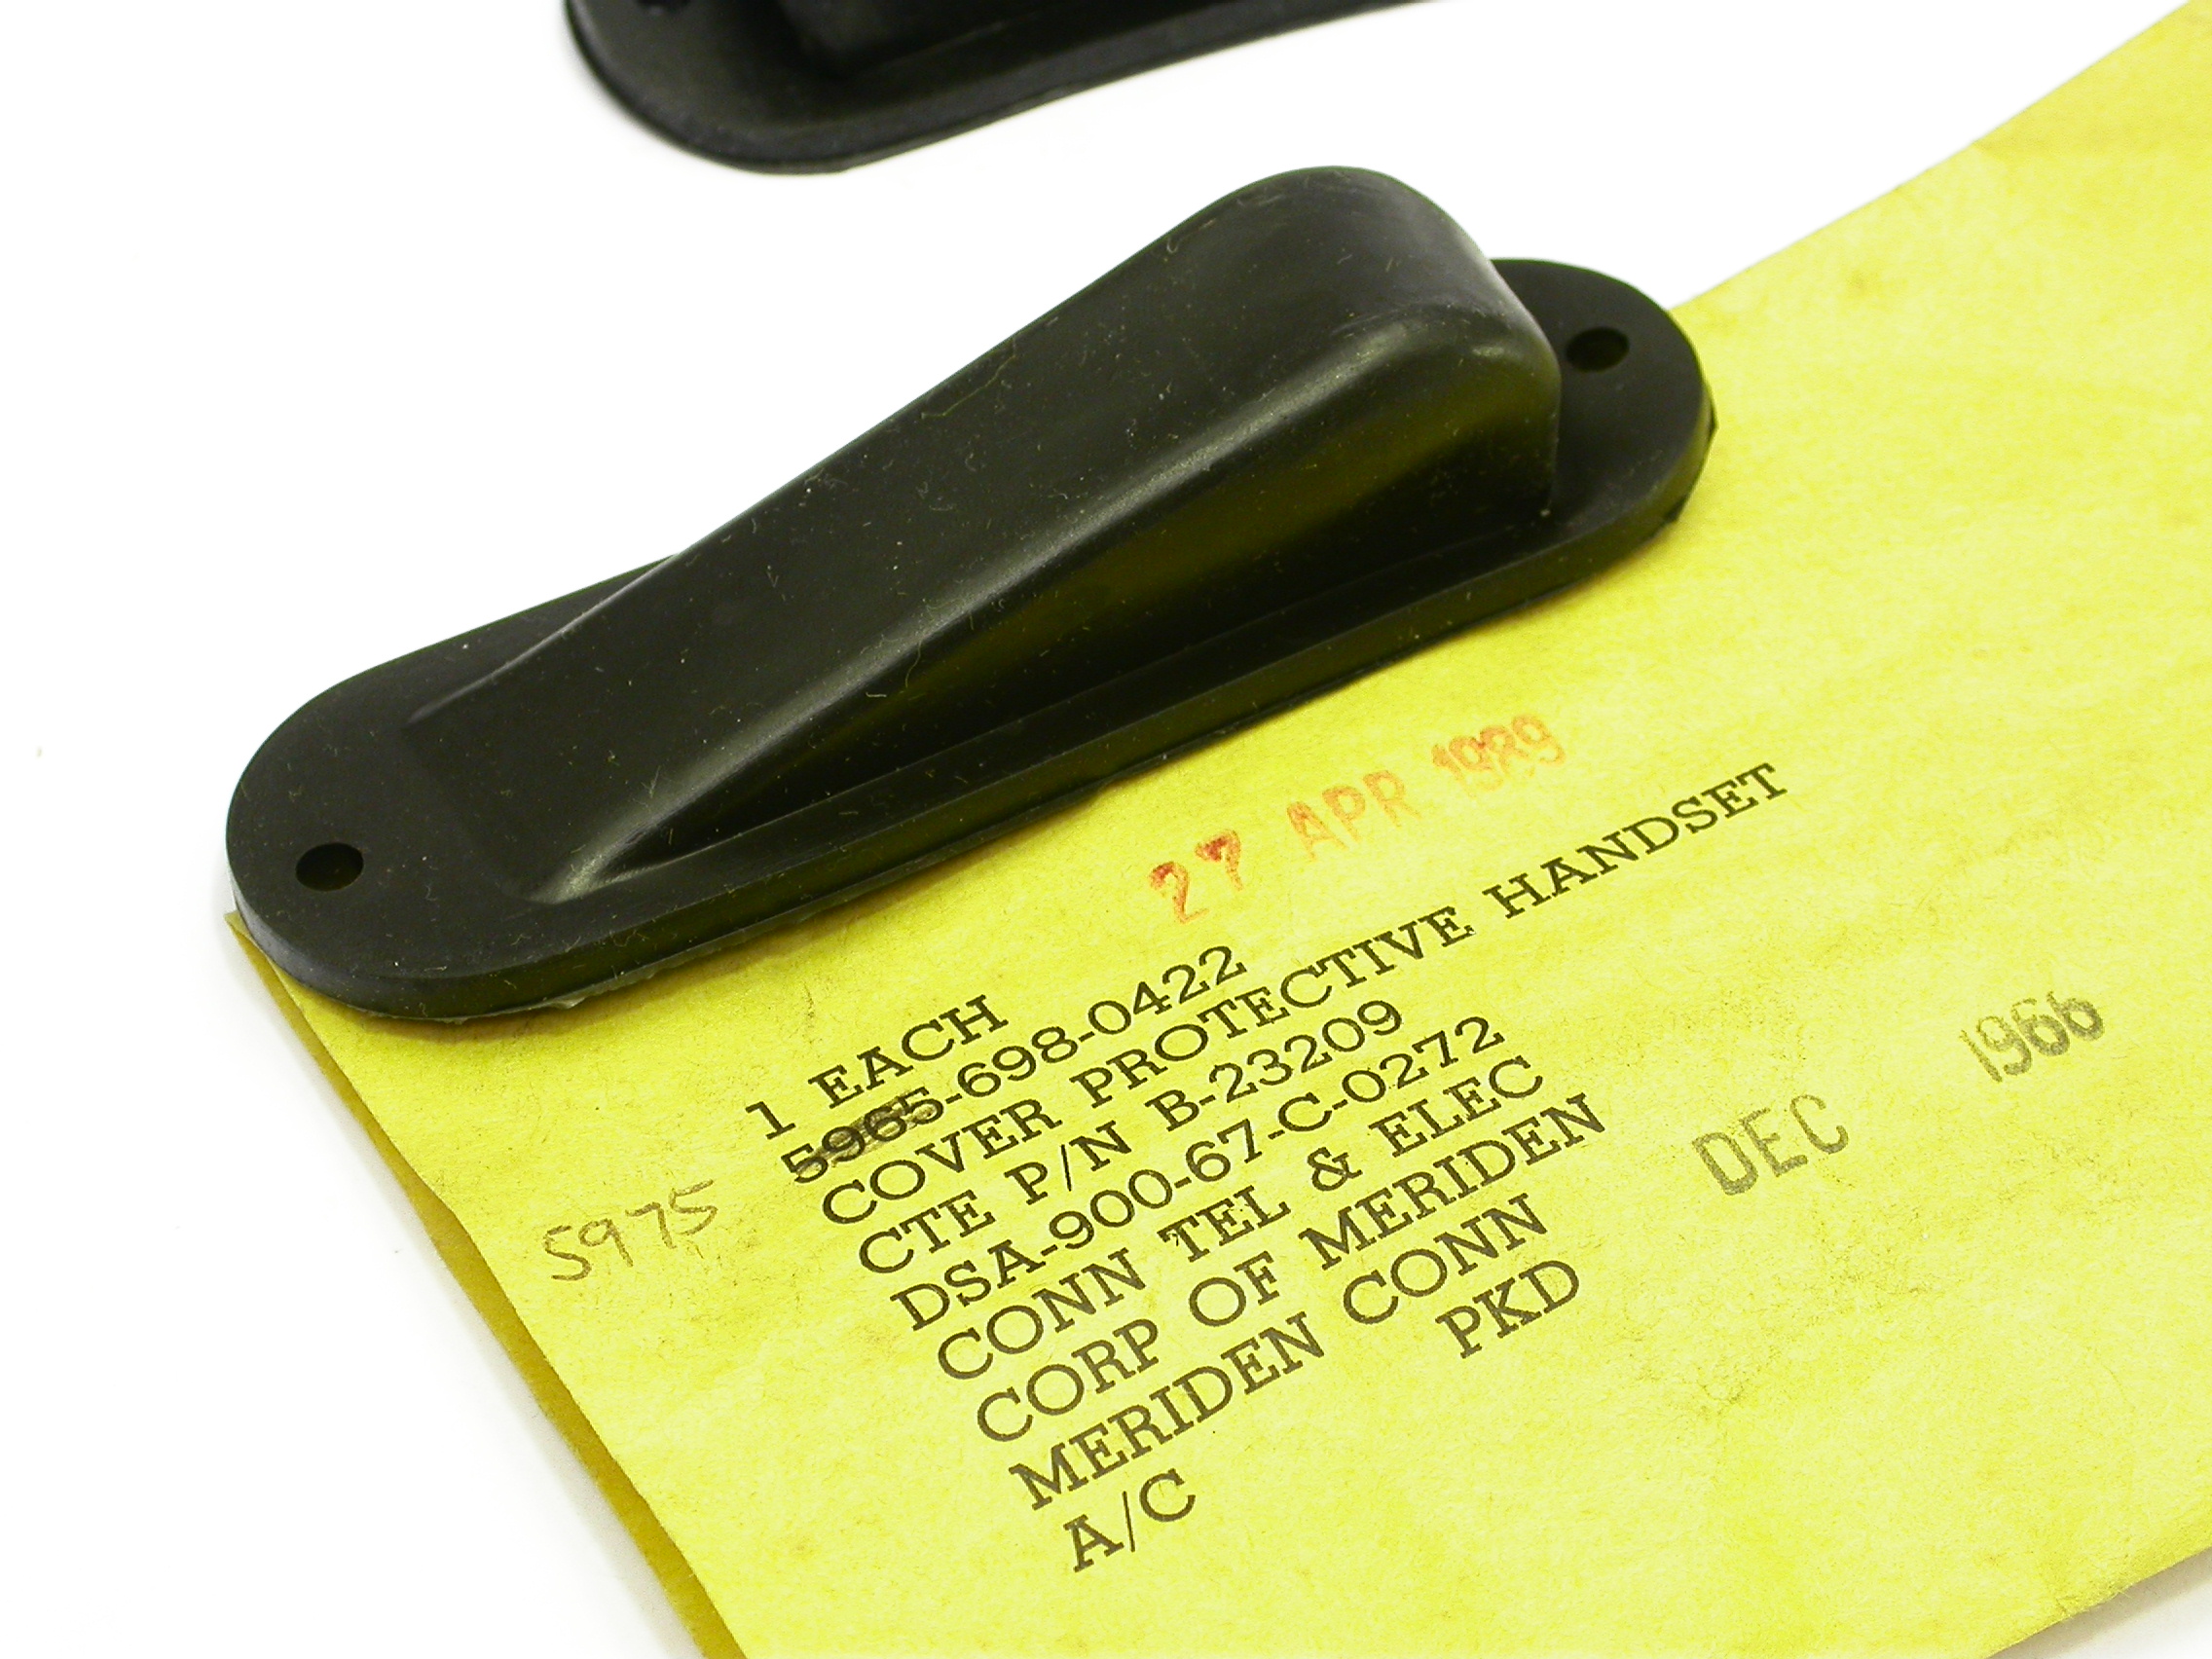 27 APR 1989
1 EACH
5965-698-0422
5975
COVER PROTECTIVE HANDSET
CTE P/N B-23209
DSA-900-67-C-0272
CONN TEL & ELEC
CORP OF MERIDEN
MERIDEN CONN
A/C PKD DEC 1966